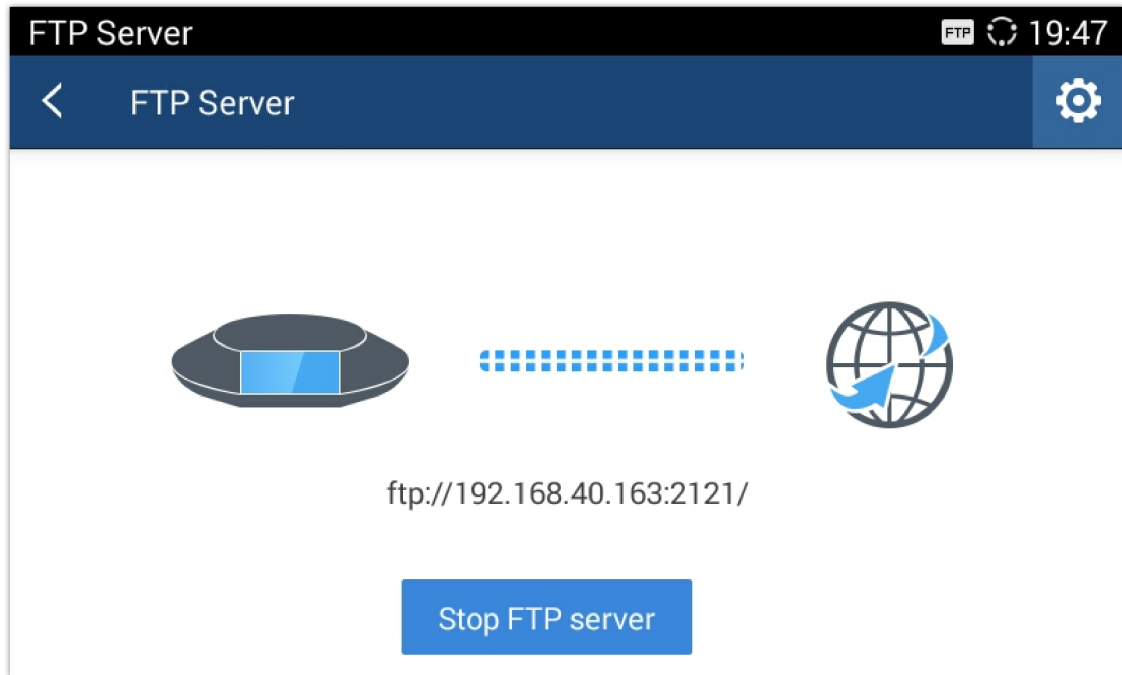 FTP Server
FTP 19:47
FTP Server
ftp://192.168.40.163:2121/
Stop FTP server